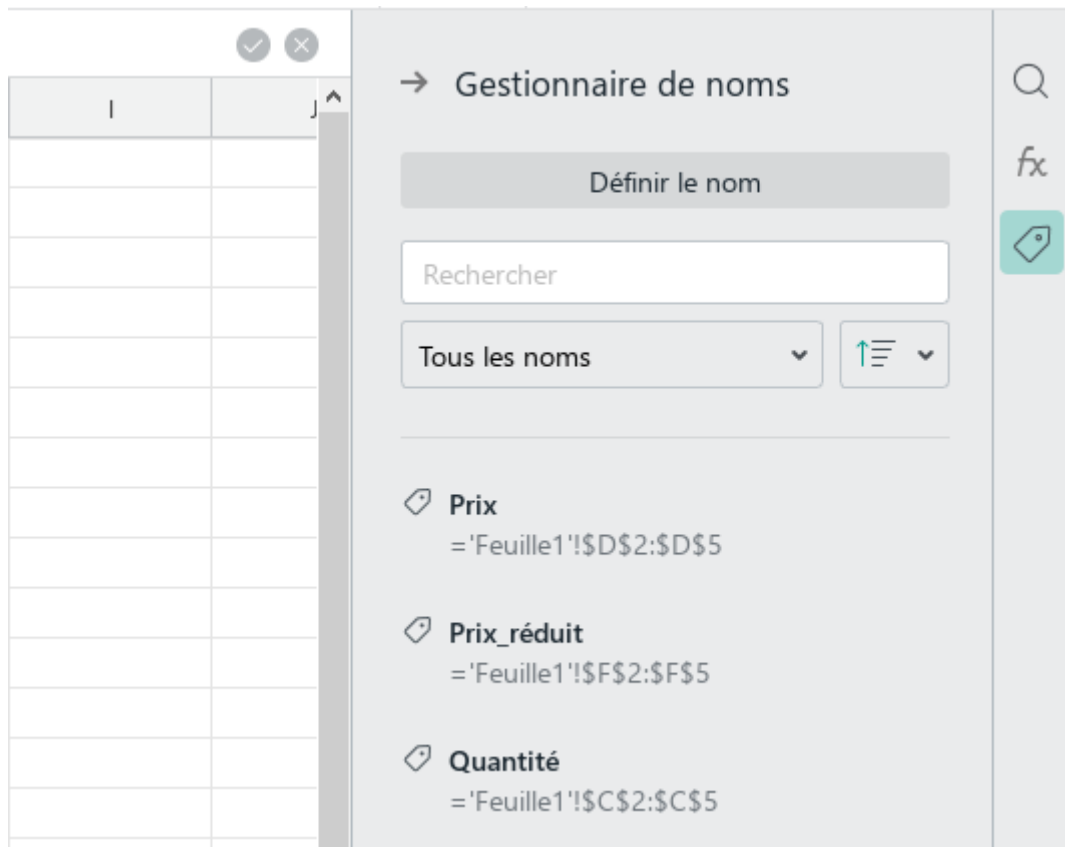 I
J
Gestionnaire de noms
Définir le nom
Rechercher
Tous les noms
Prix
='Feuille1'!$D$2:$D$5
Prix_réduit
='Feuille1'!$F$2:$F$5
Quantité
='Feuille1'!$C$2:$C$5
fx